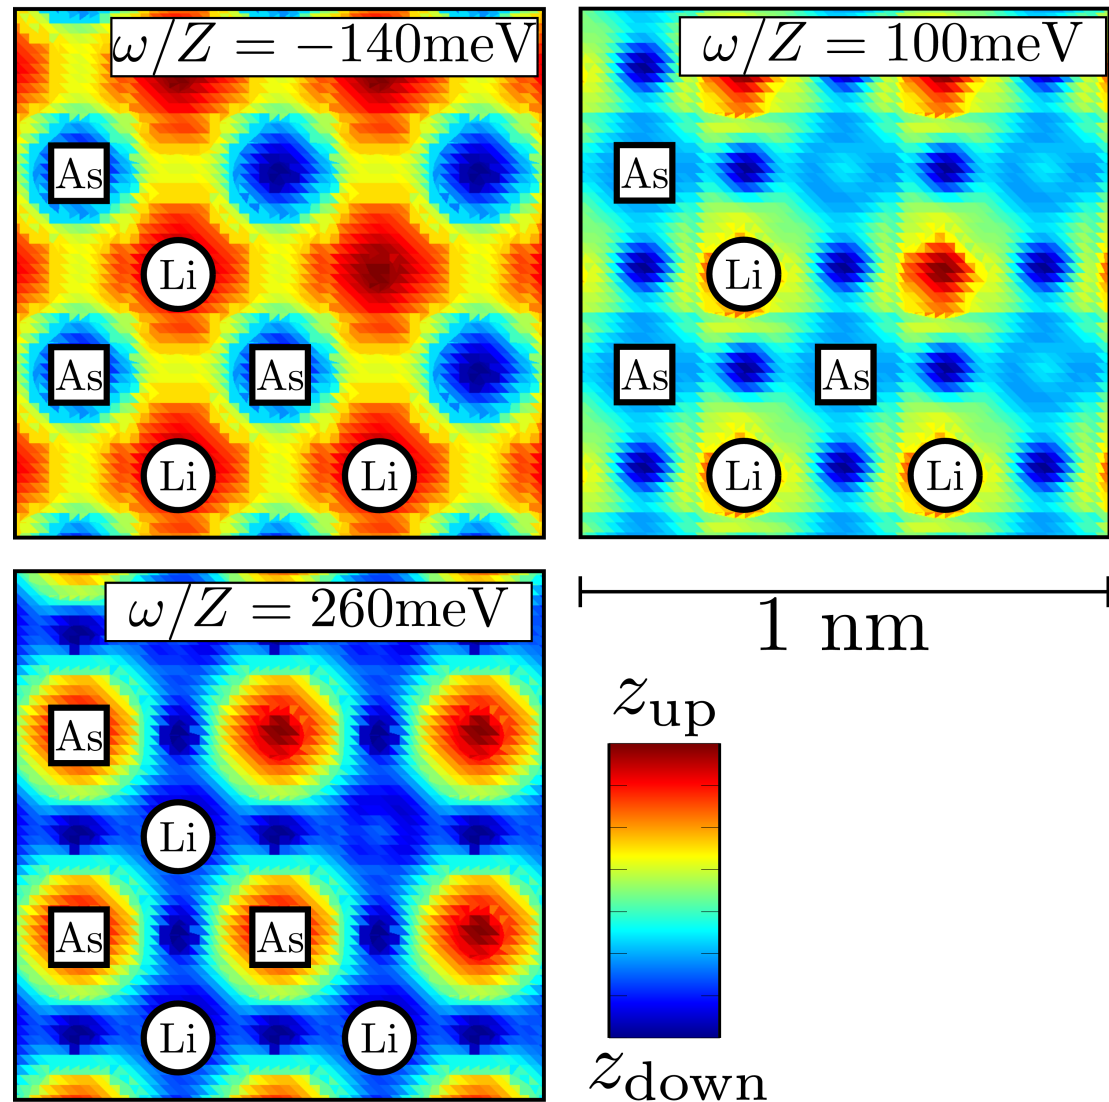 ω/Z = −140meV
As
Li
As
As
Li
Li
ω/Z = 100meV
As
Li
As
As
Li
Li
ω/Z = 260meV
As
Li
As
As
Li
Li
1 nm
z_up
z_down